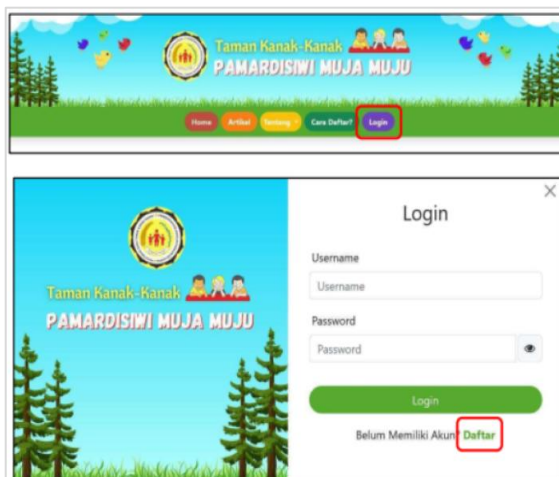 Taman Kanak-Kanak
PAMARDISIWI MUJA MUJU
Home Artikel Tentang Cara Daftar? Login
Login
Username
Username
Taman Kanak-Kanak
PAMARDISIWI MUJA MUJU
Password
Password
Login
Belum Memiliki Akun? Daftar